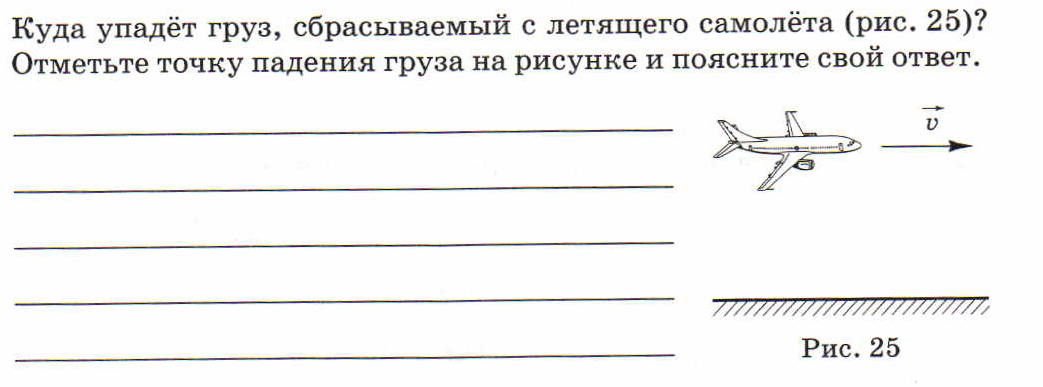 Куда упадёт груз, сбрасываемый с летящего самолёта (рис. 25)?
Отметьте точку падения груза на рисунке и поясните свой ответ.
v
Рис. 25